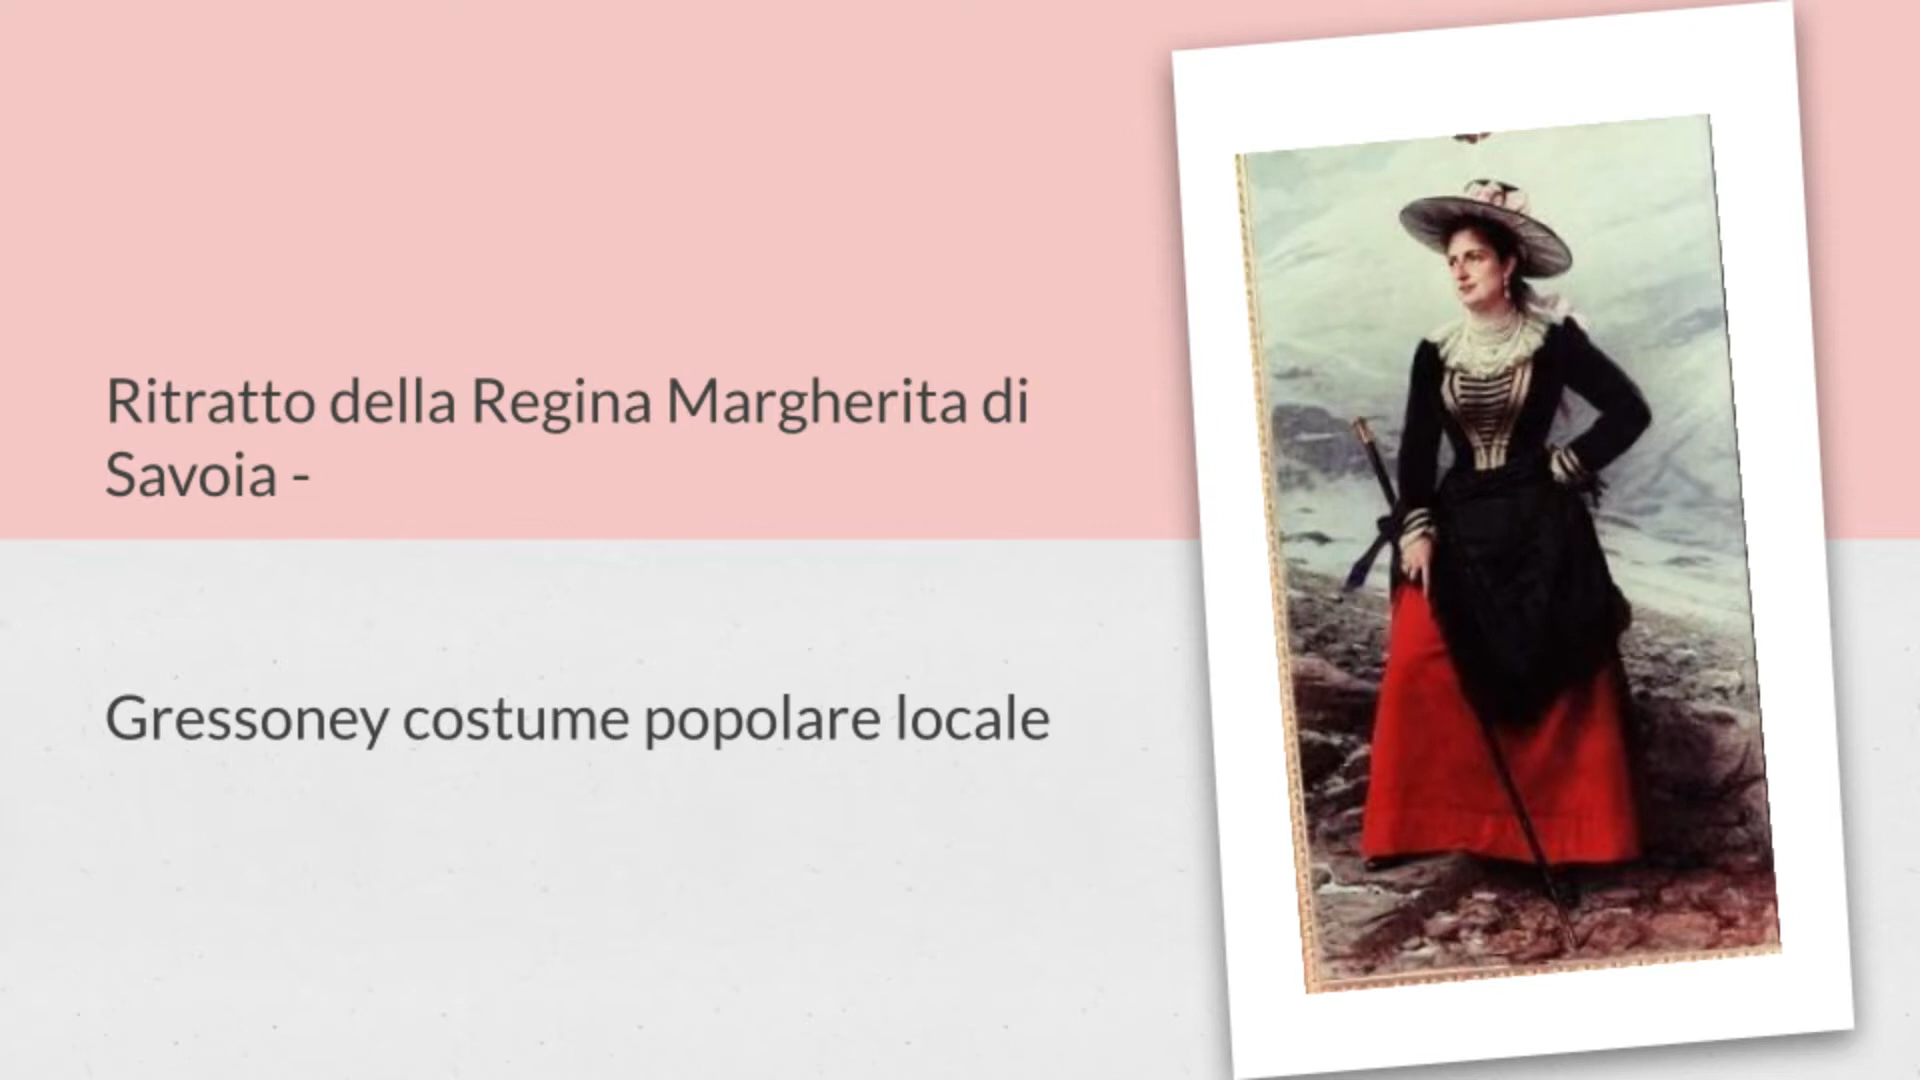 Ritratto della Regina Margherita di
Savoia -
Gressoney costume popolare locale